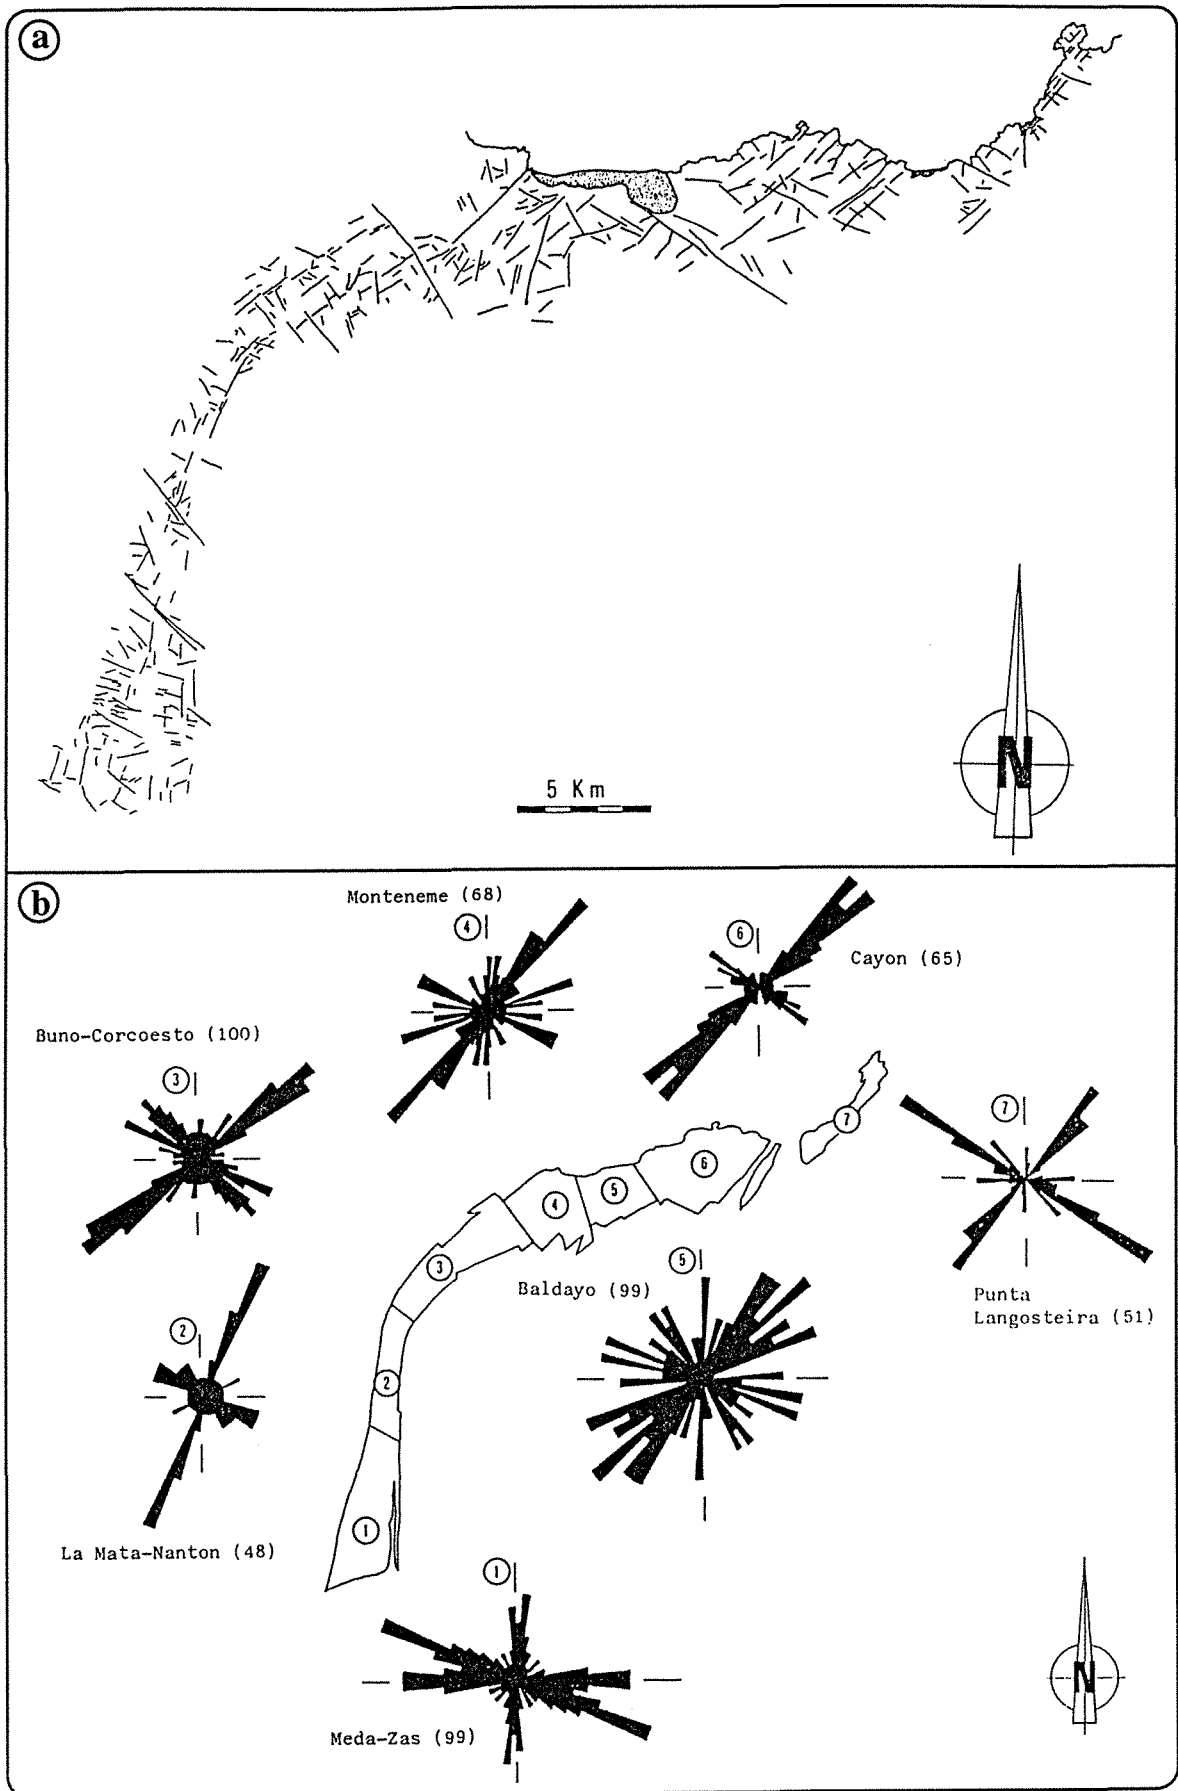 a
5 Km
N
b
Monteneme (68)
4
6
Cayon (65)
Buno-Corcoesto (100)
3
7
7
6
5
4
3
Baldayo (99)
5
Punta
Langosteira (51)
2
2
La Mata-Nanton (48)
1
1
N
Meda-Zas (99)